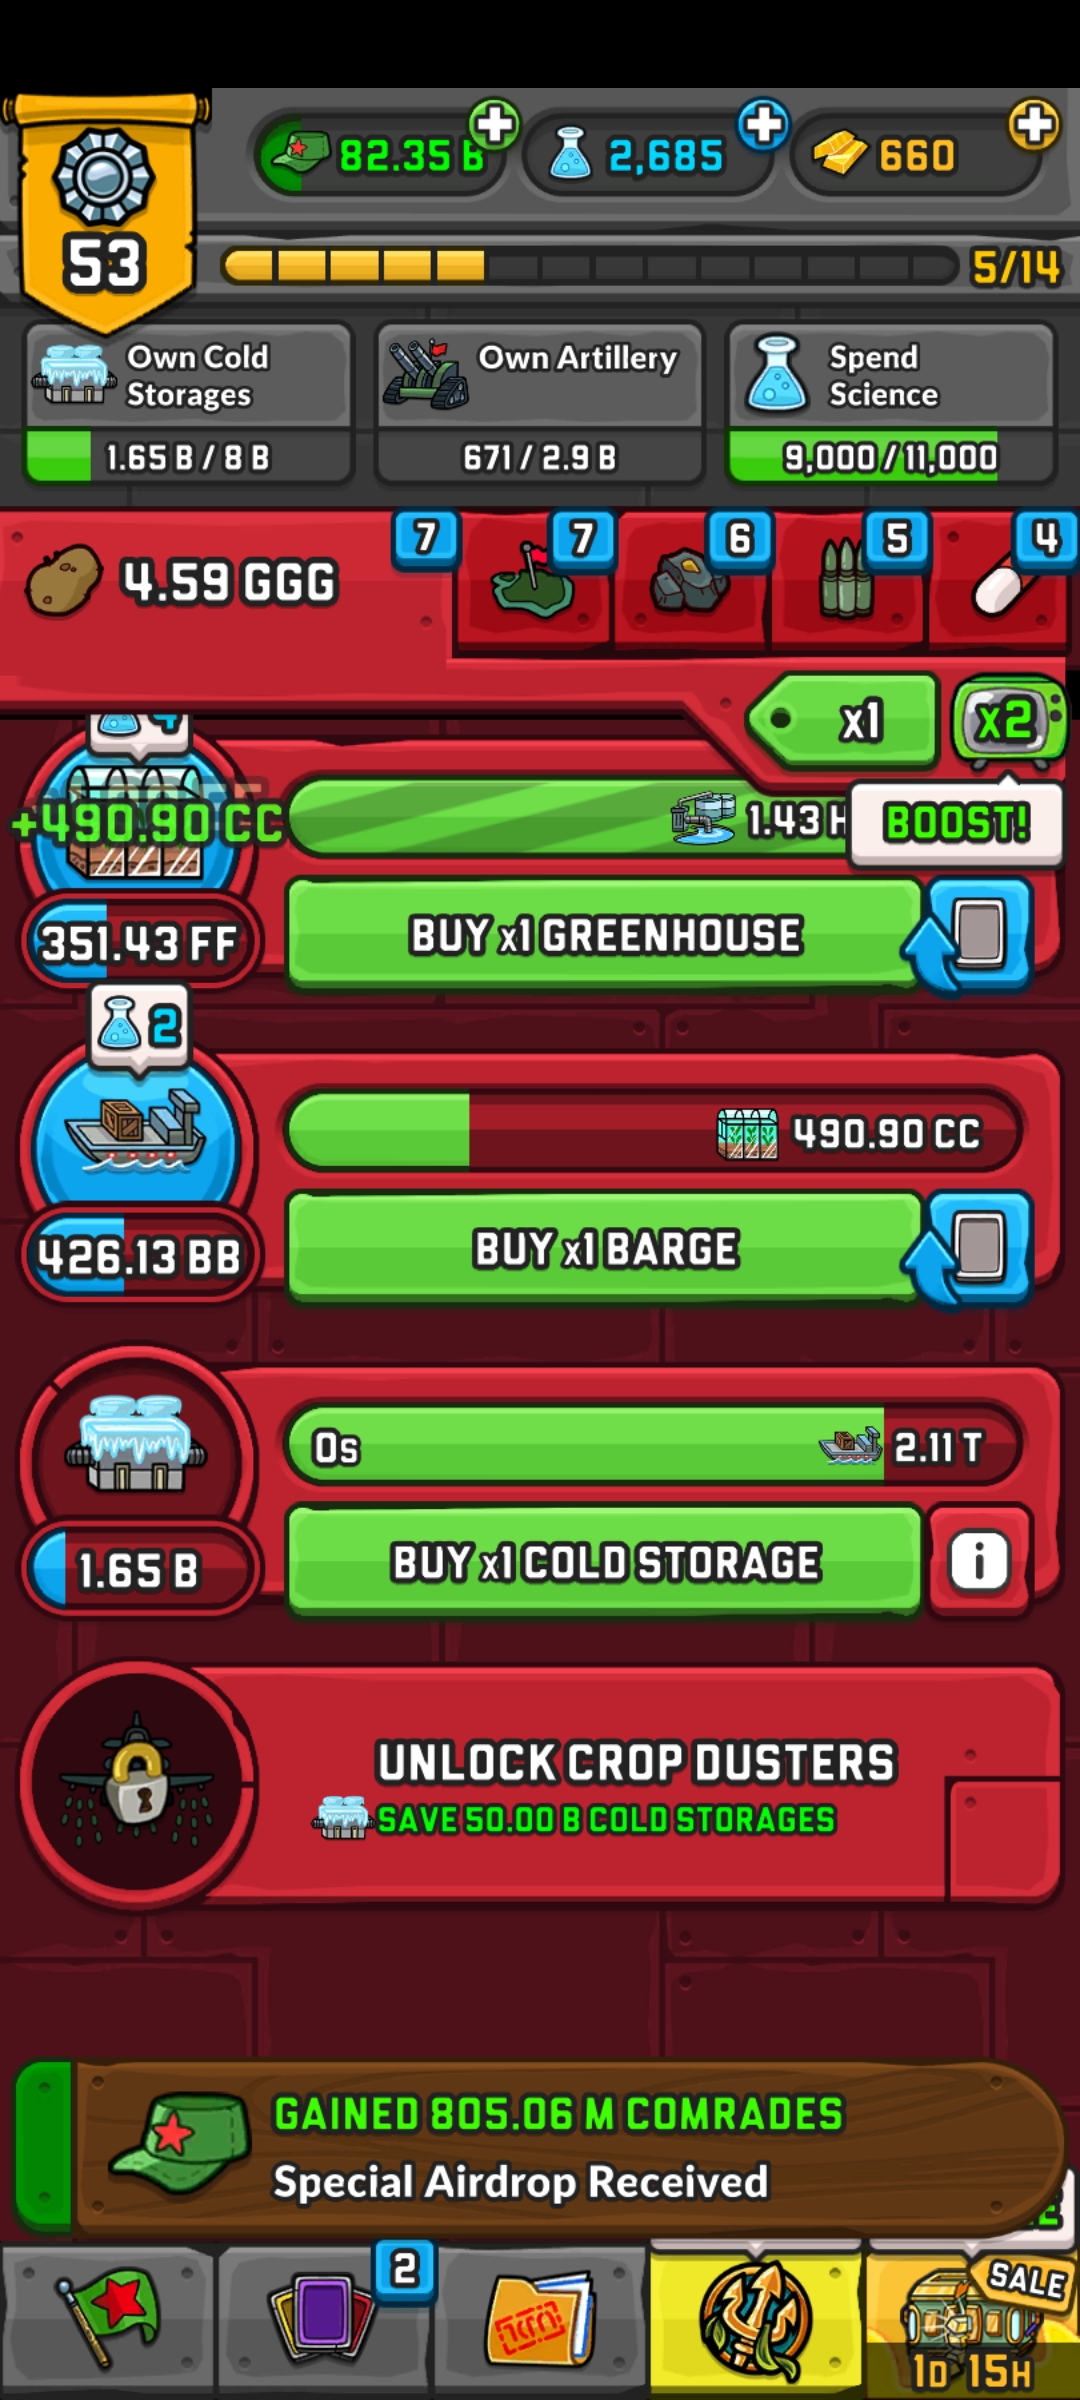 82.35 B
2,685
660
53
5/14
Own Cold
Storages
1.65 B / 8 B
Own Artillery
671 / 2.9 B
Spend
Science
9,000 / 11,000
4.59 GGG
7
7
6
5
4
x1
x2
BOOST!
4
+490.90 CC
1.43 H
351.43 FF
BUY x1 GREENHOUSE
2
490.90 CC
426.13 BB
BUY x1 BARGE
0s
2.11 T
1.65 B
BUY x1 COLD STORAGE
i
UNLOCK CROP DUSTERS
SAVE 50.00 B COLD STORAGES
GAINED 805.06 M COMRADES
Special Airdrop Received
2
SALE
1D 15H